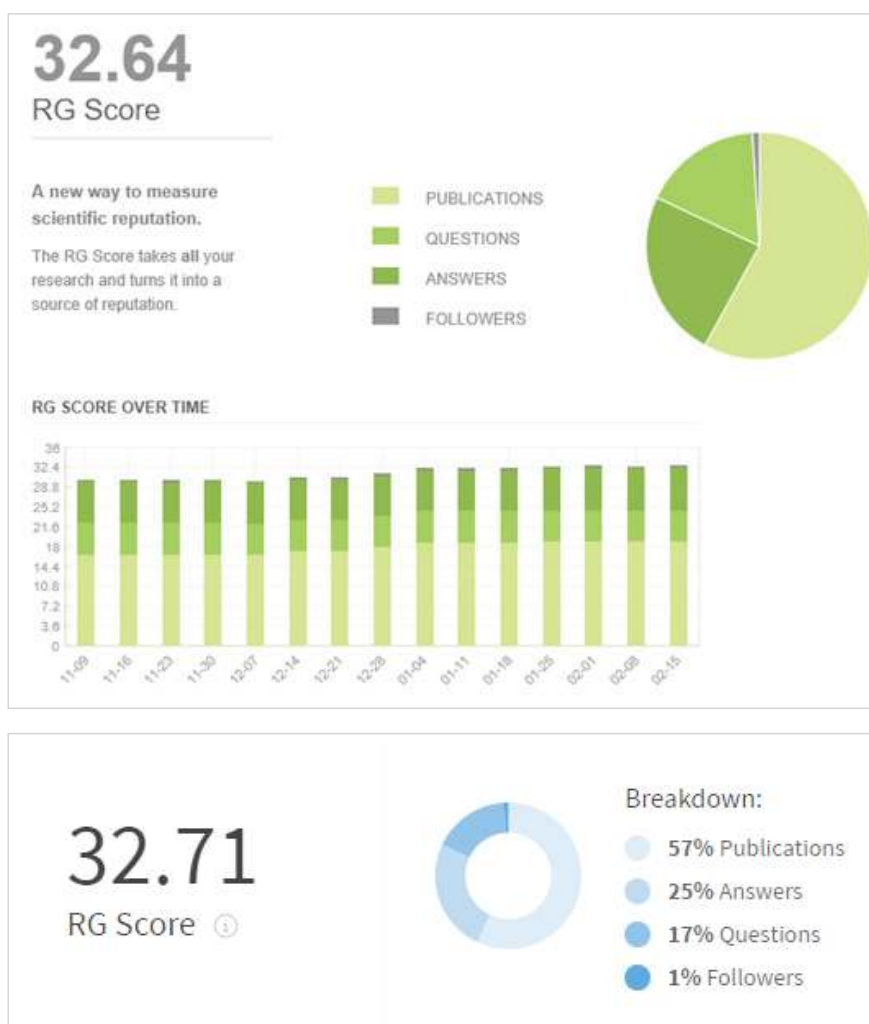 32.64
RG Score
A new way to measure
scientific reputation.
The RG Score takes all your
research and turns it into a
source of reputation.
PUBLICATIONS
QUESTIONS
ANSWERS
FOLLOWERS
RG SCORE OVER TIME
36
32.4
28.8
25.2
21.6
18
14.4
10.8
7.2
3.6
0
11-09 11-16 11-23 11-30 12-07 12-14 12-21 12-28 01-04 01-11 01-18 01-25 02-01 02-08 02-15
32.71
RG Score i
Breakdown:
57% Publications
25% Answers
17% Questions
1% Followers